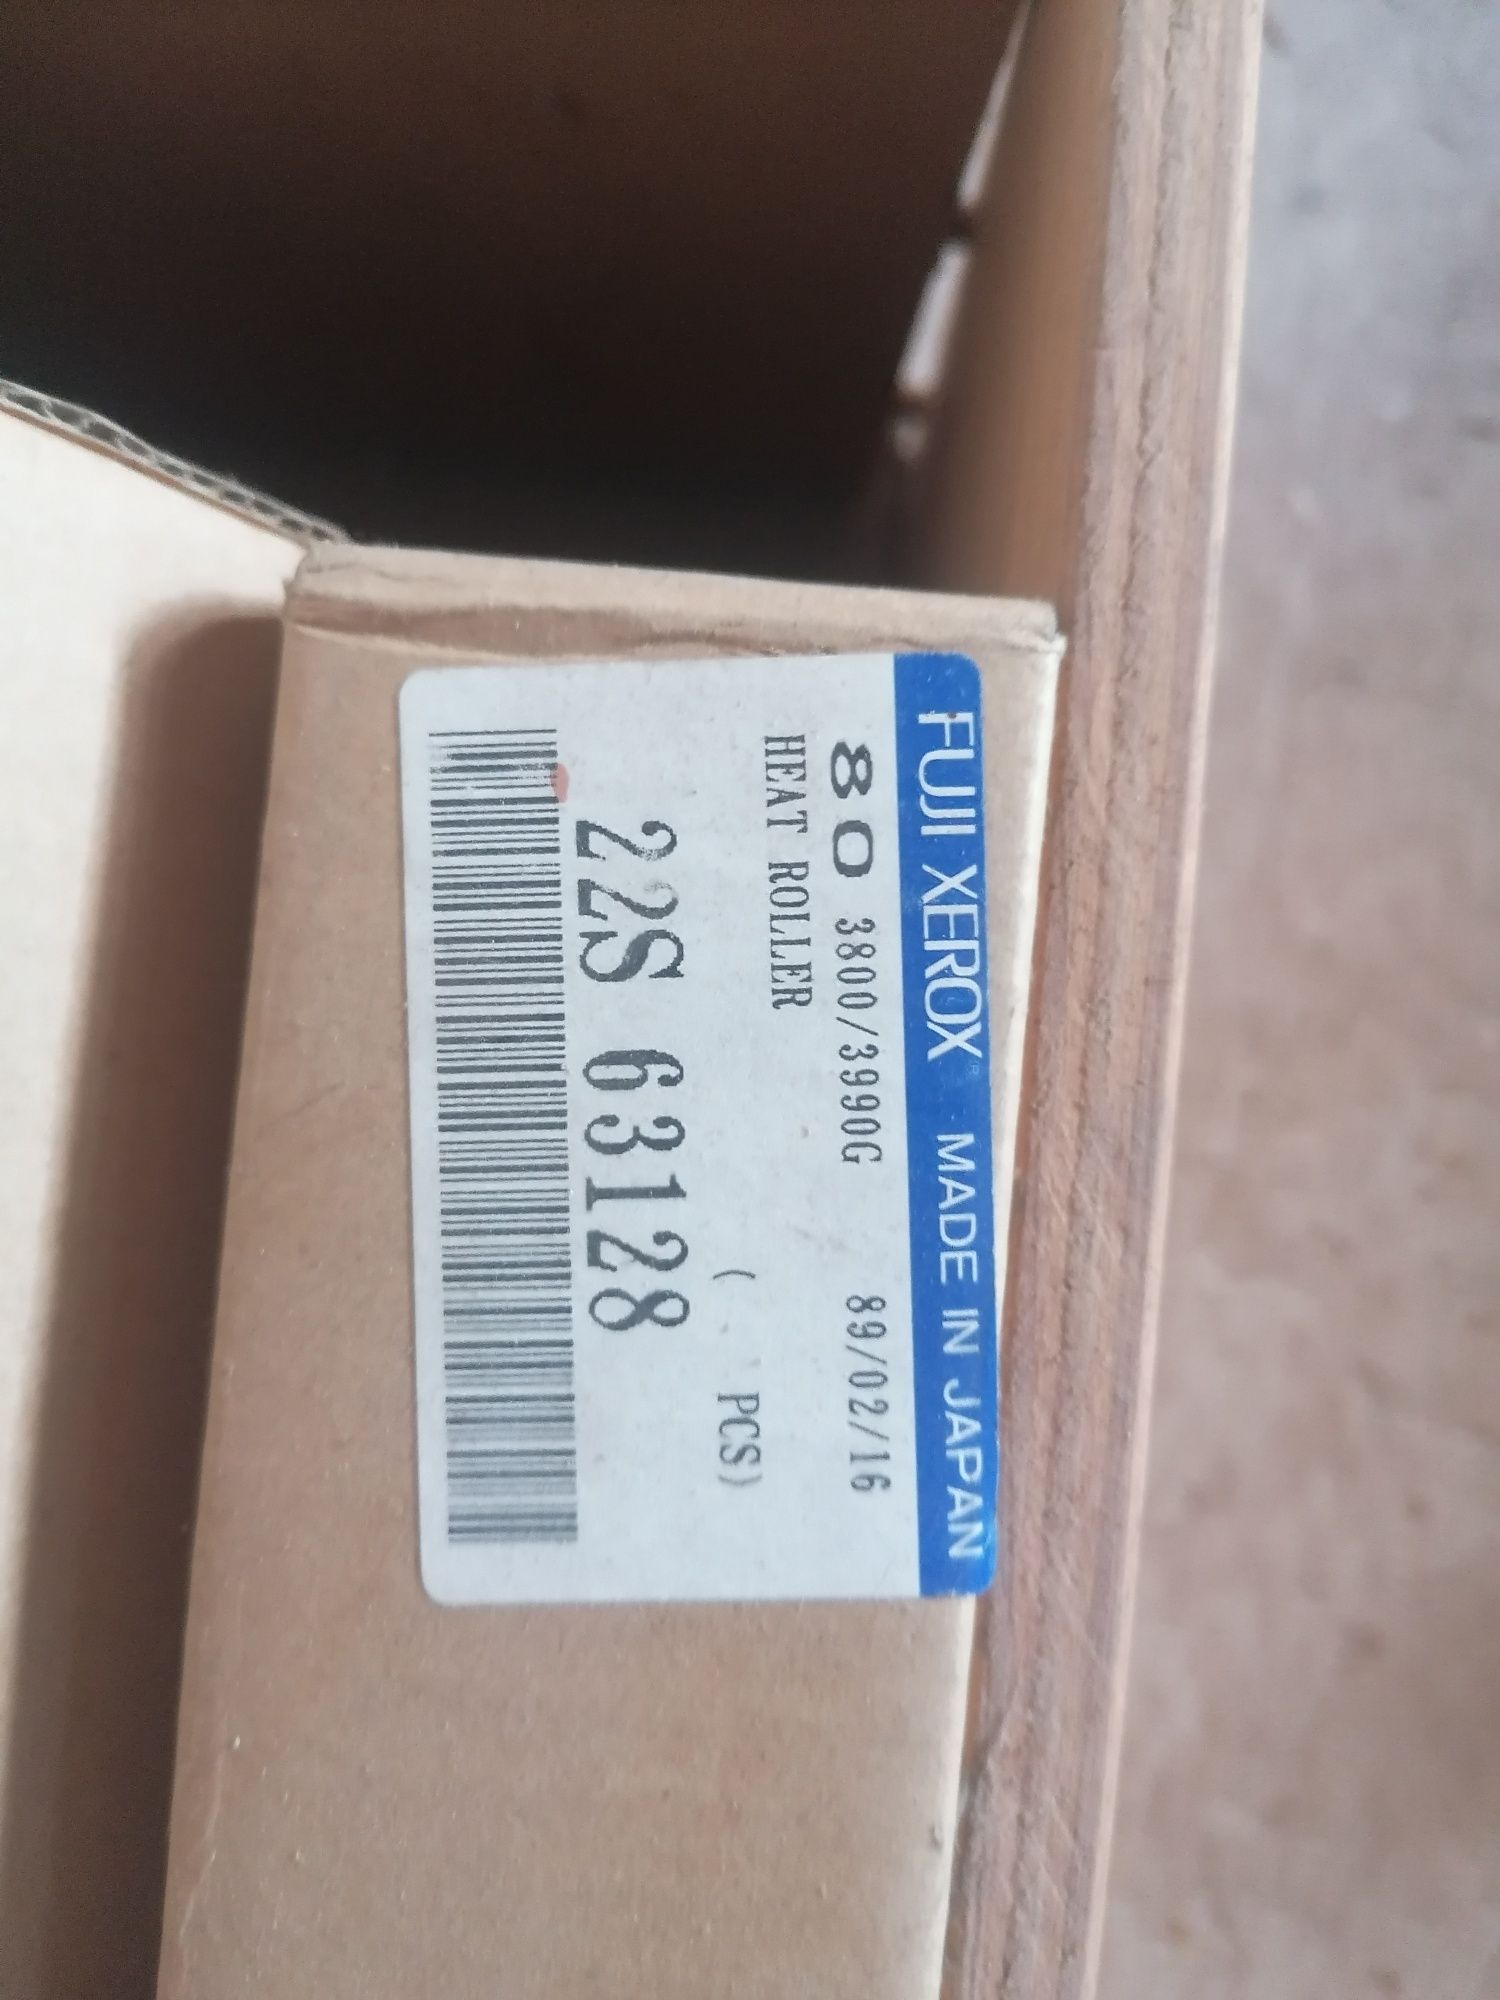 FUJI XEROX® MADE IN JAPAN
80 3800/3990G 89/02/16
HEAT ROLLER
( PCS)
22S 63128